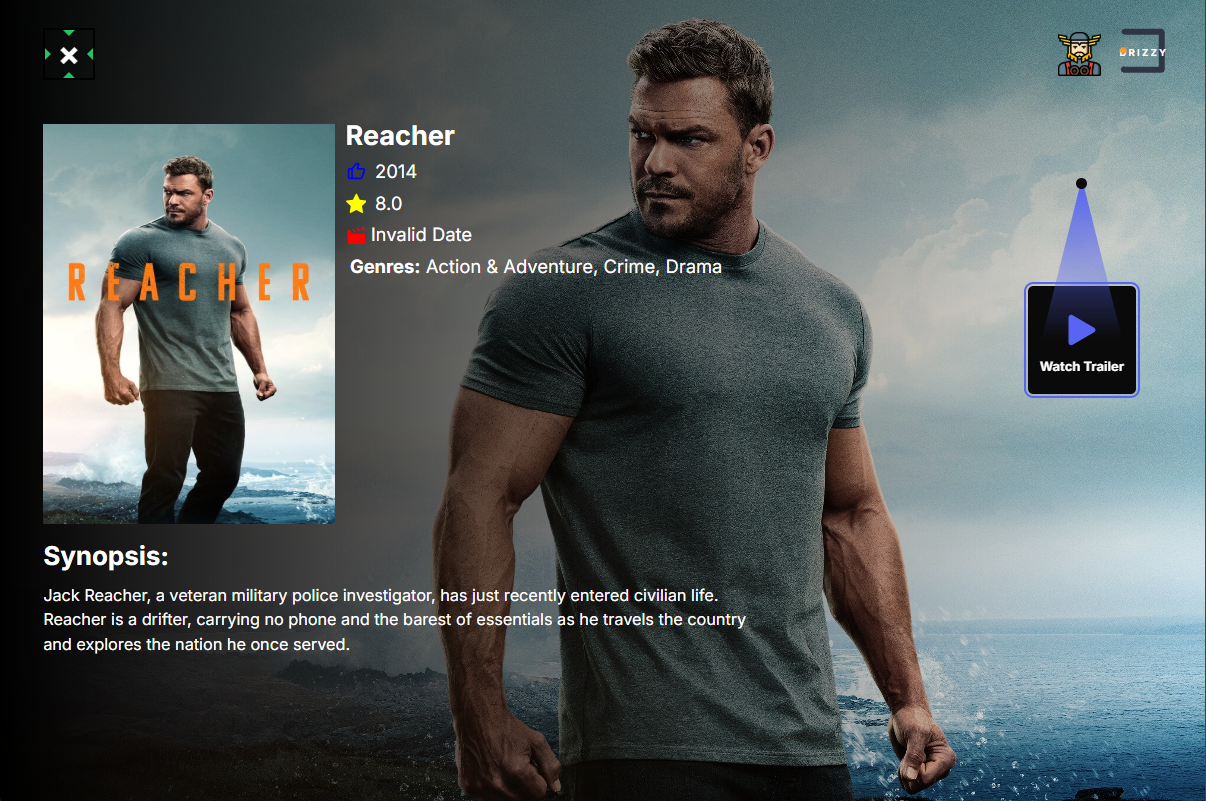 DRIZZY
Reacher
2014
8.0
Invalid Date
Genres: Action & Adventure, Crime, Drama
REACHER
Watch Trailer
Synopsis:
Jack Reacher, a veteran military police investigator, has just recently entered civilian life.
Reacher is a drifter, carrying no phone and the barest of essentials as he travels the country
and explores the nation he once served.